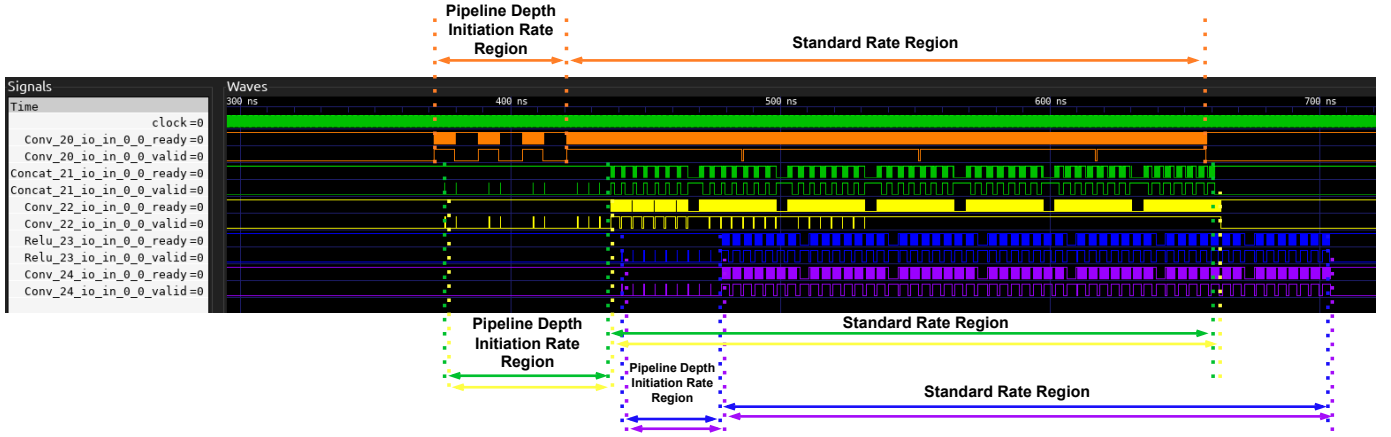 Pipeline Depth
Initiation Rate
Region
Standard Rate Region
Signals
Waves
Time
300 ns
400 ns
500 ns
600 ns
700 ns
clock=0
Conv_20_io_in_0_0_ready=0
Conv_20_io_in_0_0_valid=0
Concat_21_io_in_0_0_ready=0
Concat_21_io_in_0_0_valid=0
Conv_22_io_in_0_0_ready=0
Conv_22_io_in_0_0_valid=0
Relu_23_io_in_0_0_ready=0
Relu_23_io_in_0_0_valid=0
Conv_24_io_in_0_0_ready=0
Conv_24_io_in_0_0_valid=0
Pipeline Depth
Initiation Rate
Region
Standard Rate Region
Pipeline Depth
Initiation Rate
Region
Standard Rate Region